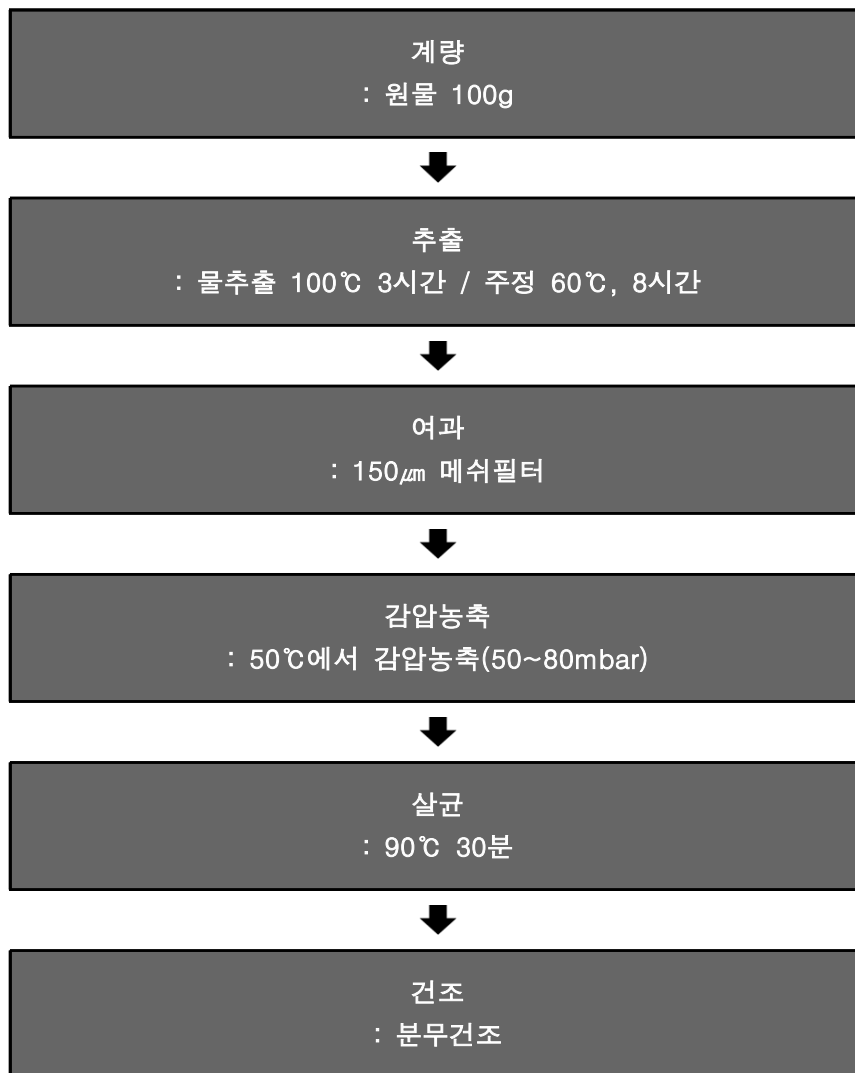 계량
: 원물 100g
추출
: 물추출 100℃ 3시간 / 주정 60℃, 8시간
여과
: 150㎛ 메쉬필터
감압농축
: 50℃에서 감압농축(50~80mbar)
살균
: 90℃ 30분
건조
: 분무건조